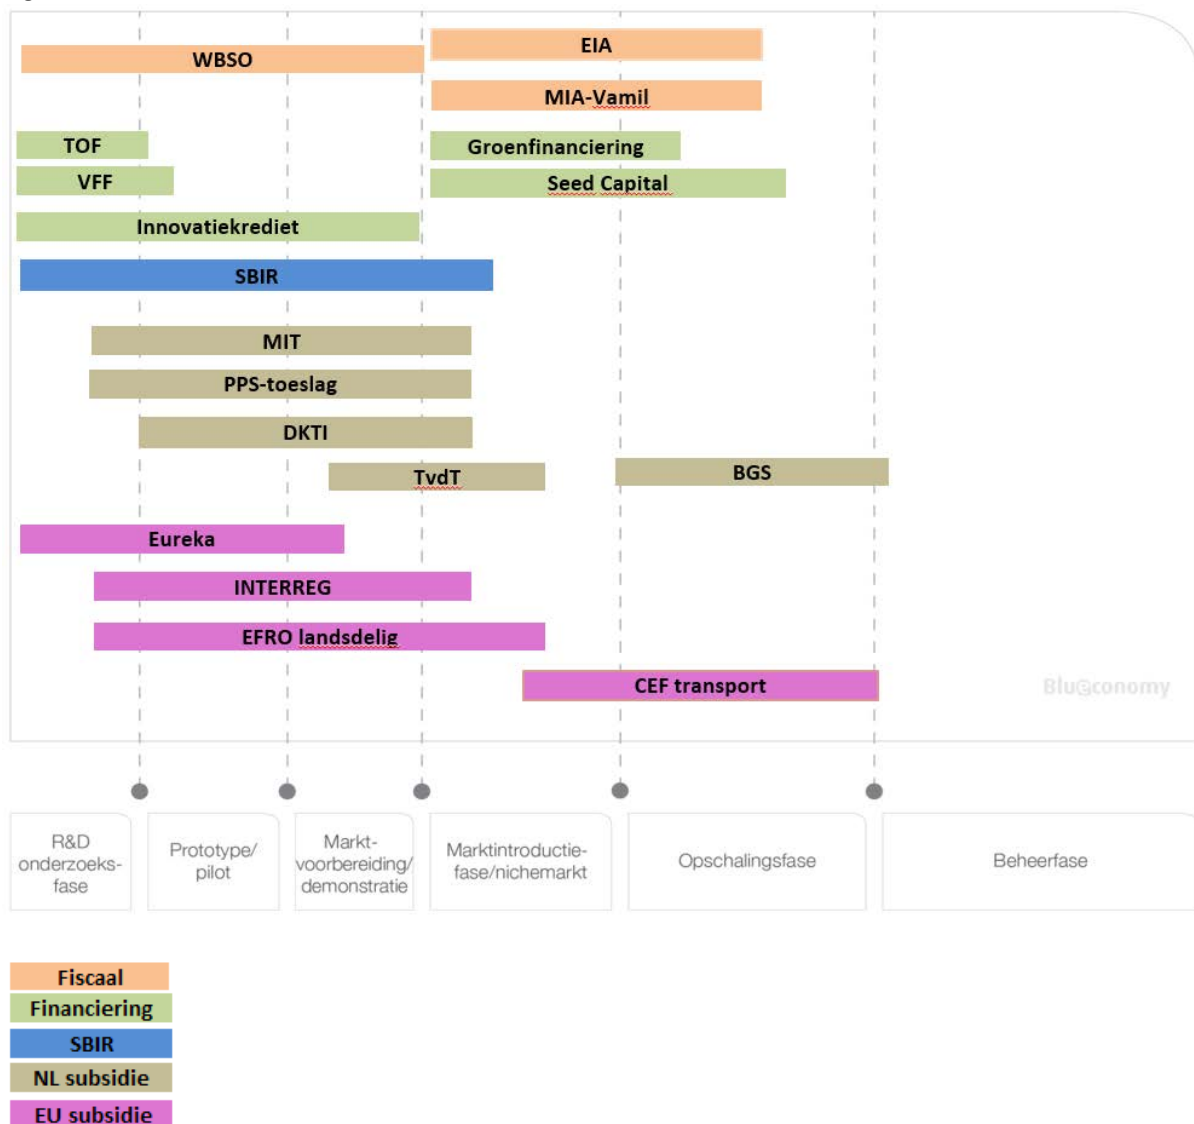 WBSO
EIA
MIA-Vamil
TOF
Groenfinanciering
VFF
Seed Capital
Innovatiekrediet
SBIR
MIT
PPS-toeslag
DKTI
TvdT
BGS
Eureka
INTERREG
EFRO landsdelig
CEF transport
Blueconomy
R&D
onderzoeks-
fase
Prototype/
pilot
Markt-
voorbereiding/
demonstratie
Marktintroductie-
fase/nichemarkt
Opschalingsfase
Beheerfase
Fiscaal
Financiering
SBIR
NL subsidie
EU subsidie